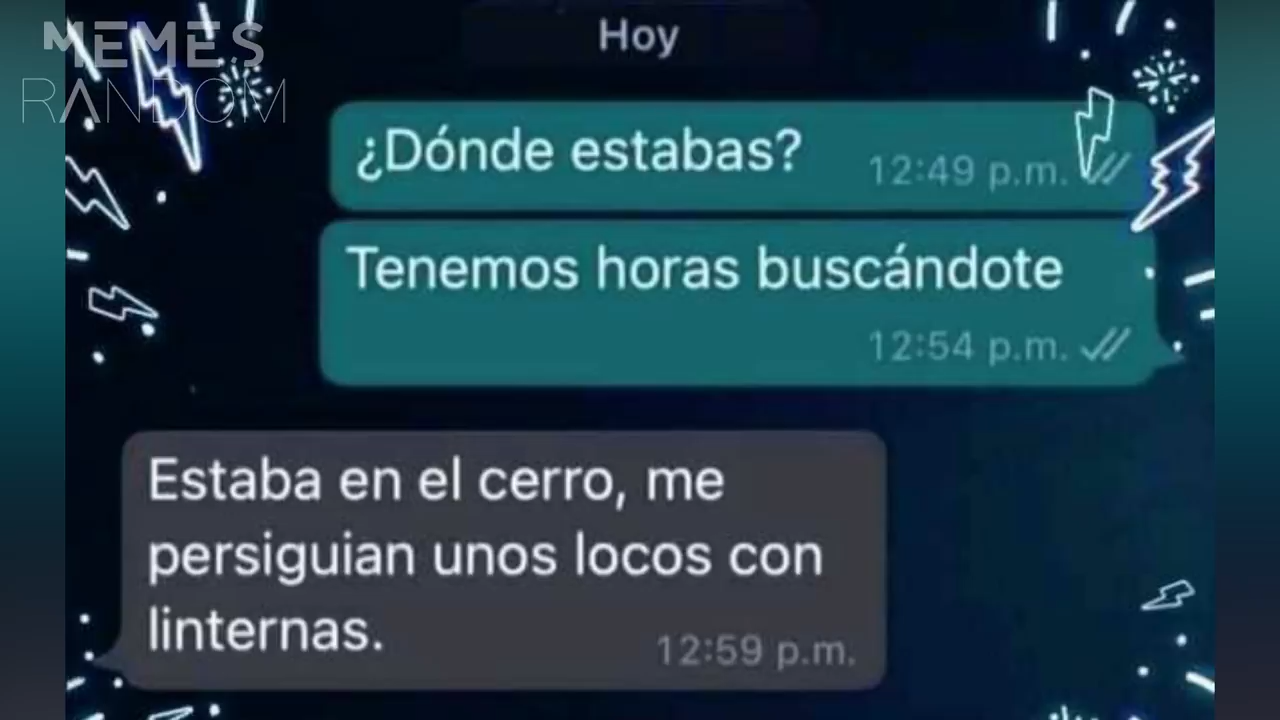 MEMES
RANDOM
Hoy
¿Dónde estabas?
12:49 p.m.
Tenemos horas buscándote
12:54 p.m.
Estaba en el cerro, me
persiguian unos locos con
linternas.
12:59 p.m.